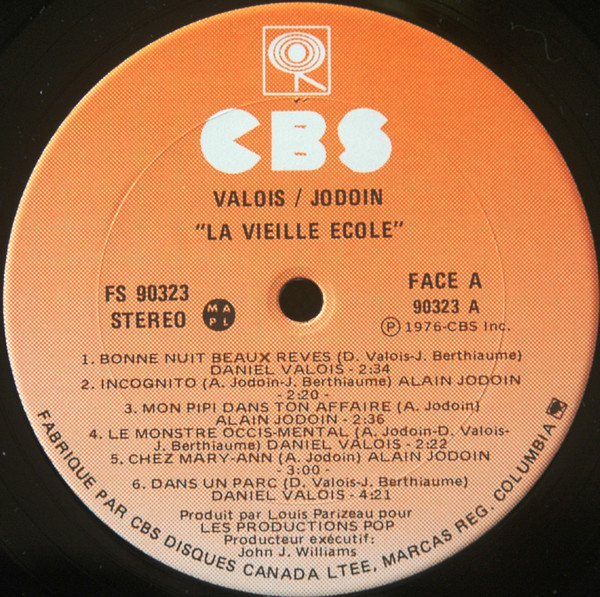 CBS
VALOIS / JODOIN
"LA VIEILLE ECOLE"
FS 90323
STEREO
MAPL
FACE A
90323 A
Ⓟ 1976-CBS Inc.
1. BONNE NUIT BEAUX REVES (D. Valois-J. Berthiaume)
DANIEL VALOIS - 2:34
2. INCOGNITO (A. Jodoin-J. Berthiaume) ALAIN JODOIN
- 2:20 -
3. MON PIPI DANS TON AFFAIRE (A. Jodoin)
ALAIN JODOIN - 2:36
4. LE MONSTRE OCCIS-MENTAL (A. Jodoin-D. Valois-
J. Berthiaume) DANIEL VALOIS - 2:22
5. CHEZ MARY-ANN (A. Jodoin) ALAIN JODOIN
- 3:00 -
6. DANS UN PARC (D. Valois-J. Berthiaume)
DANIEL VALOIS - 4:21
Produit par Louis Parizeau pour
LES PRODUCTIONS POP
Producteur exécutif:
John J. Williams
FABRIQUE PAR CBS DISQUES CANADA LTEE, MARCAS REG. COLUMBIA